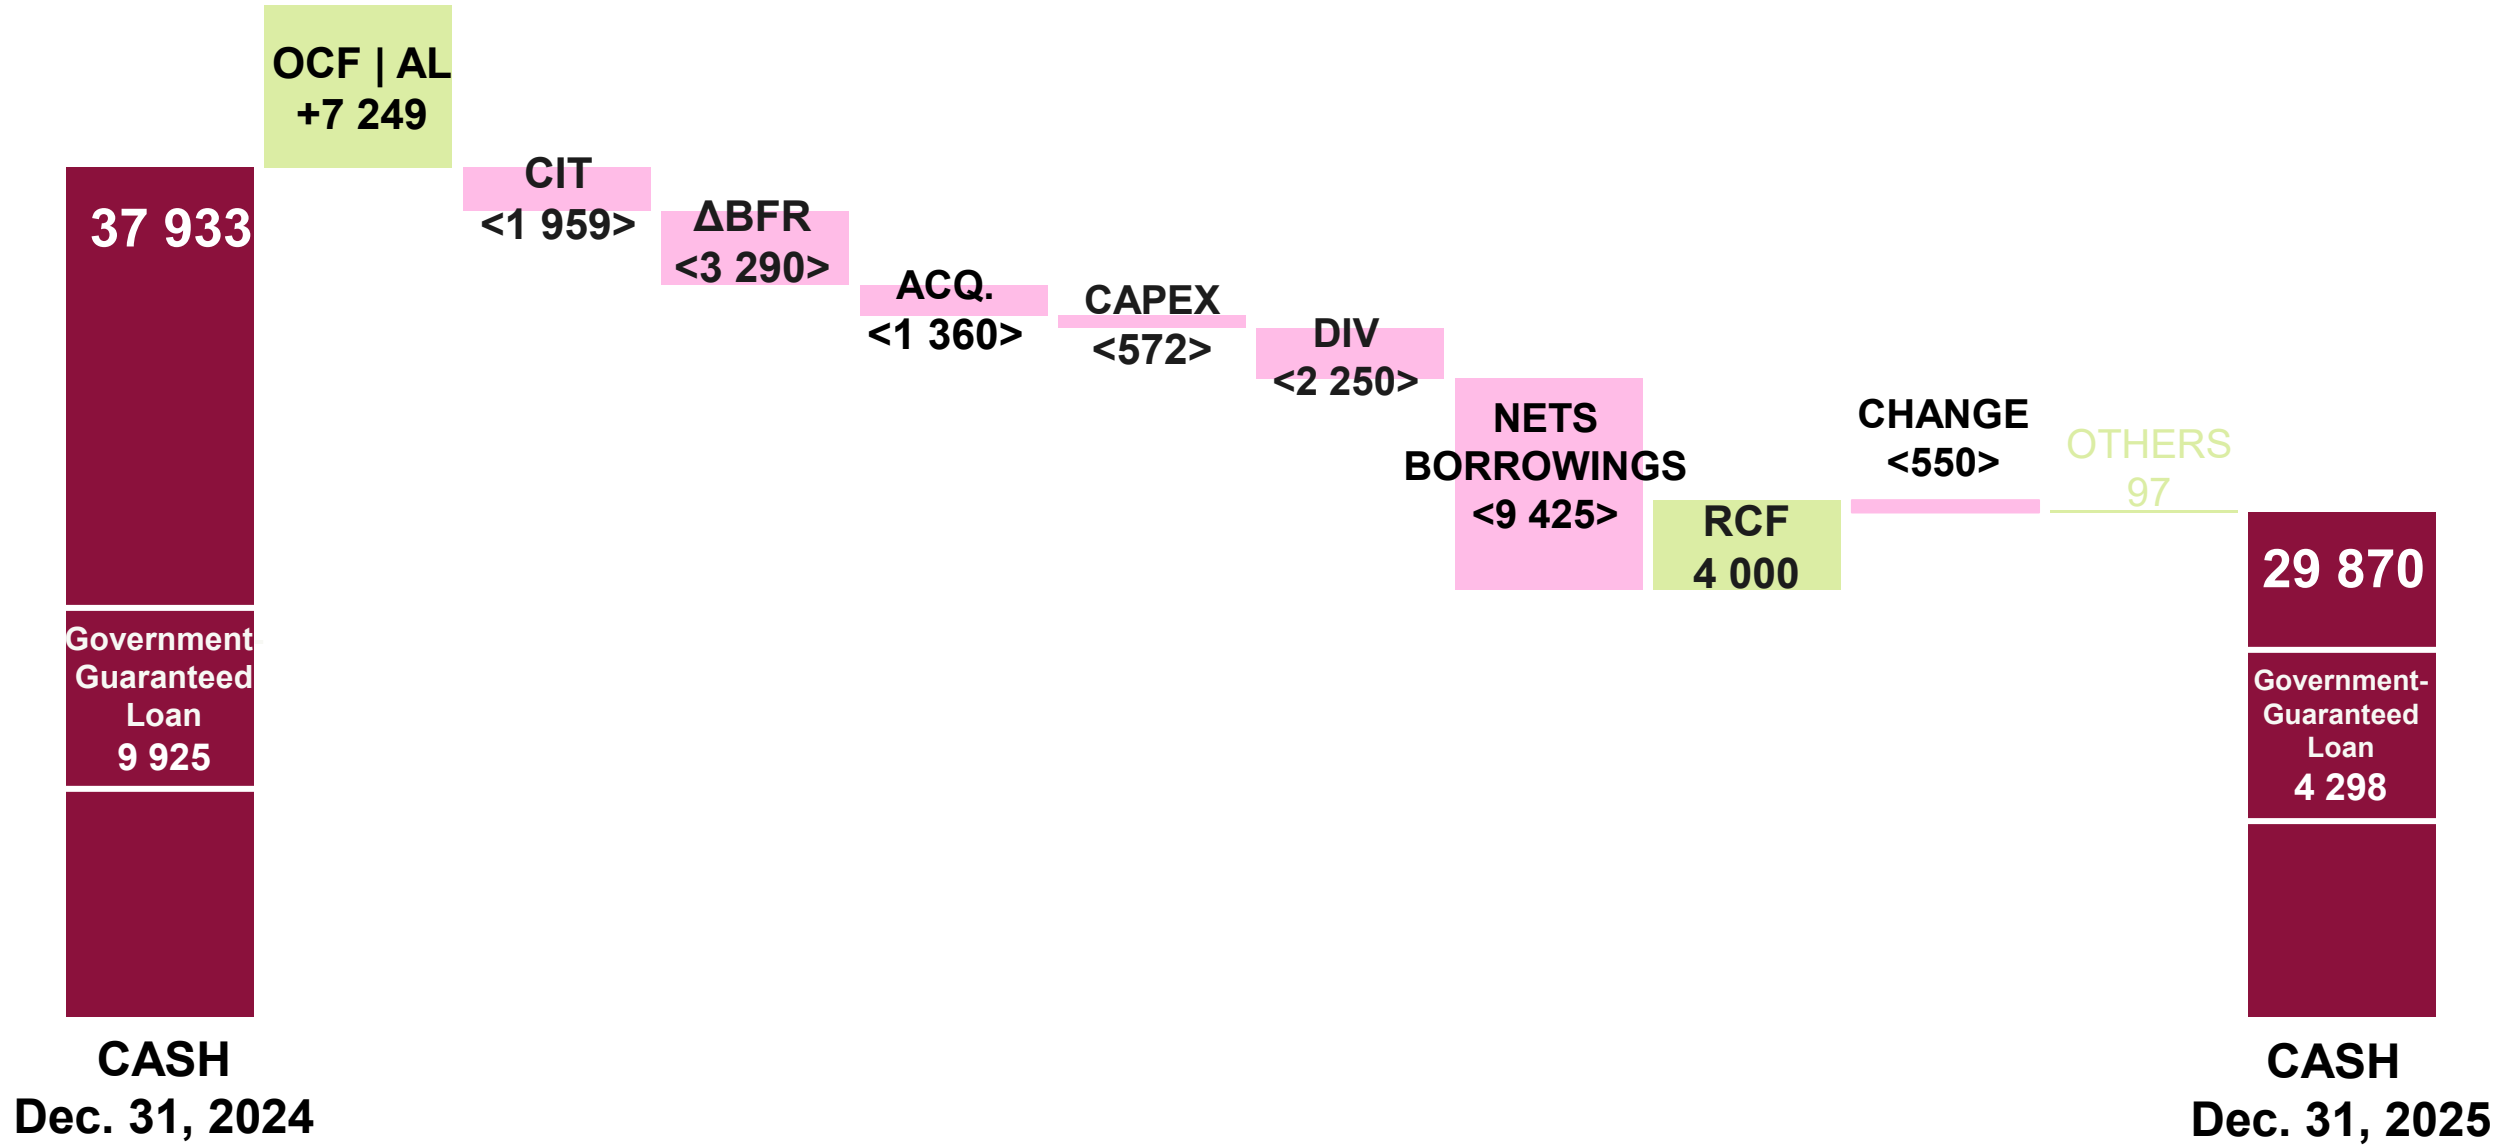 OCF | AL
+7 249
37 933
CIT
<1 959>
ΔBFR
<3 290>
ACQ.
<1 360>
CAPEX
<572>
DIV
<2 250>
NETS
BORROWINGS
<9 425>
RCF
4 000
CHANGE
<550>
OTHERS
97
29 870
Government
Guaranteed
Loan
9 925
Government-
Guaranteed
Loan
4 298
CASH
Dec. 31, 2024
CASH
Dec. 31, 2025